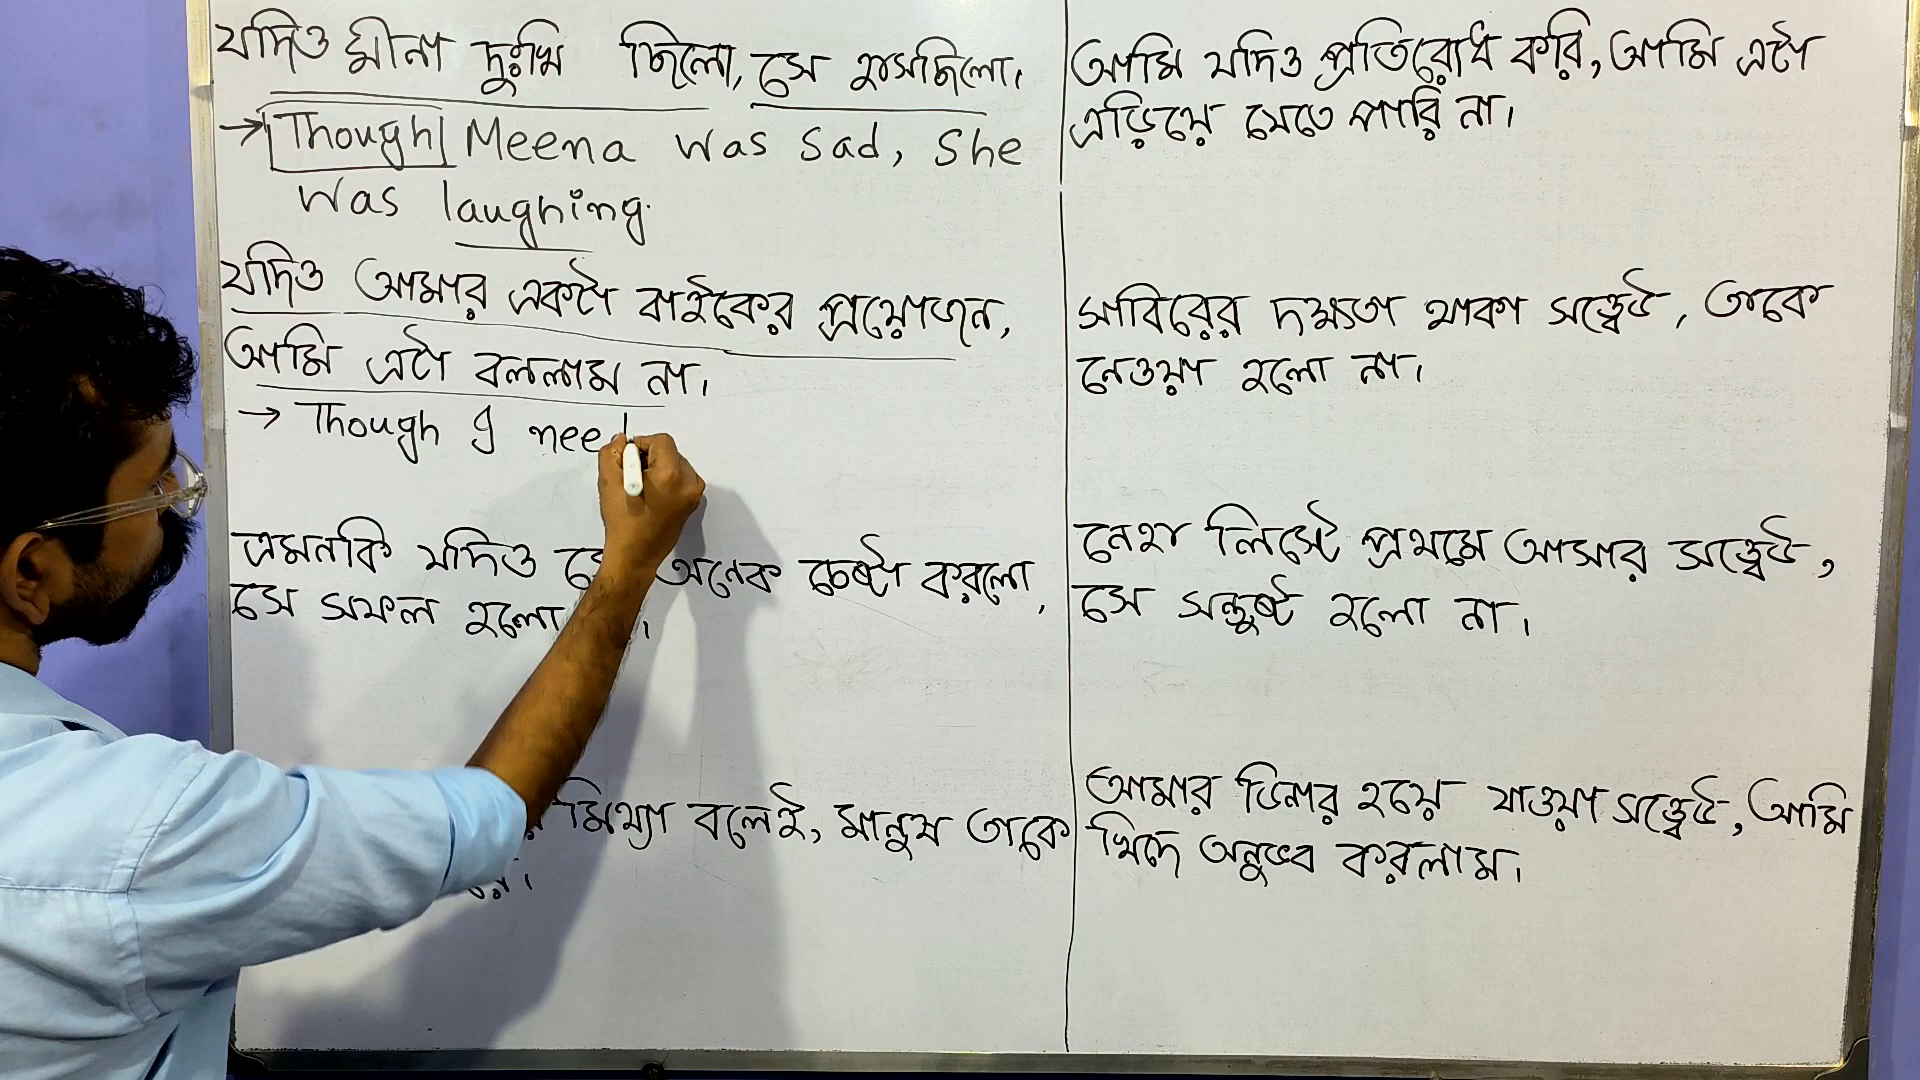 যদিও মীনা দুঃখি ছিলো, সে হাসছিলো।
→ Though Meena was sad, she
was laughing.
যদিও আমার একটা বাইকের প্রয়োজন,
আমি এটা বললাম না।
→ Though I need
এমনকি যদিও অনেক চেষ্টা করলো,
সে সফল হলো
মিথ্যা বলেই, মানুষ তাকে
আমি যদিও প্রতিরোধ করি, আমি এটা
এড়িয়ে যেতে পারি না।
সাবিরের দক্ষতা থাকা সত্ত্বেও, তাকে
নেওয়া হলো না।
নেহা লিস্টে প্রথমে আসার সত্ত্বেও,
সে সন্তুষ্ট হলো না।
আমার ডিনার হয়ে যাওয়া সত্ত্বেও, আমি
খিদে অনুভব করলাম।